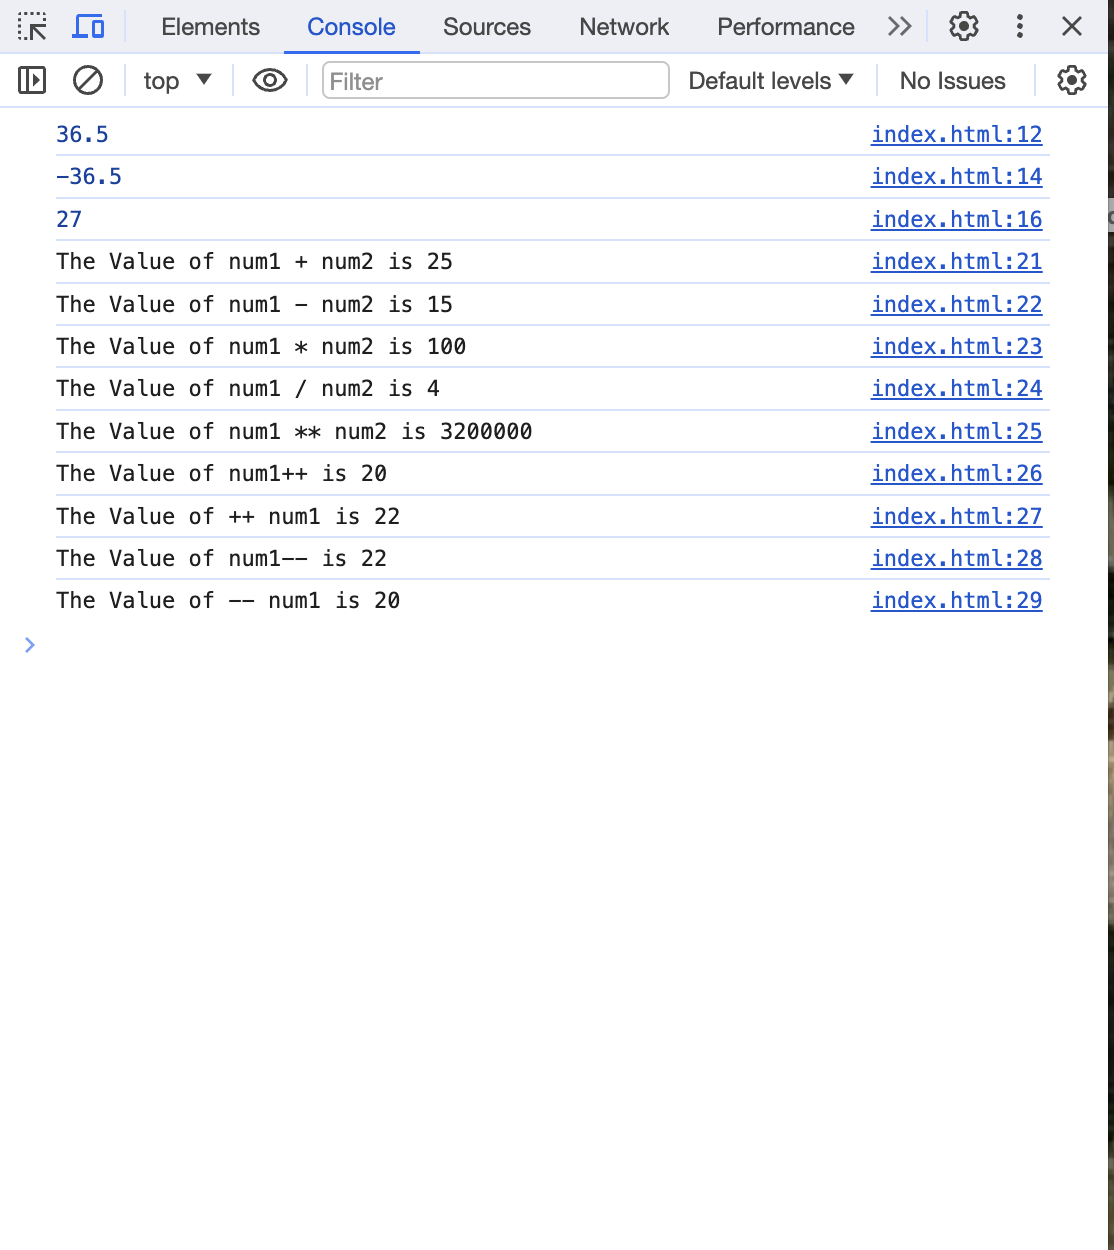 Elements Console Sources Network Performance
top Filter Default levels No Issues
36.5 index.html:12
-36.5 index.html:14
27 index.html:16
The Value of num1 + num2 is 25 index.html:21
The Value of num1 - num2 is 15 index.html:22
The Value of num1 * num2 is 100 index.html:23
The Value of num1 / num2 is 4 index.html:24
The Value of num1 ** num2 is 3200000 index.html:25
The Value of num1++ is 20 index.html:26
The Value of ++ num1 is 22 index.html:27
The Value of num1-- is 22 index.html:28
The Value of -- num1 is 20 index.html:29